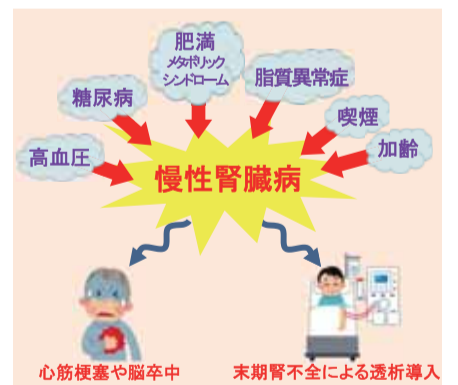 高血圧
糖尿病
肥満
メタボリック
シンドローム
脂質異常症
喫煙
加齢
慢性腎臓病
心筋梗塞や脳卒中
末期腎不全による透析導入